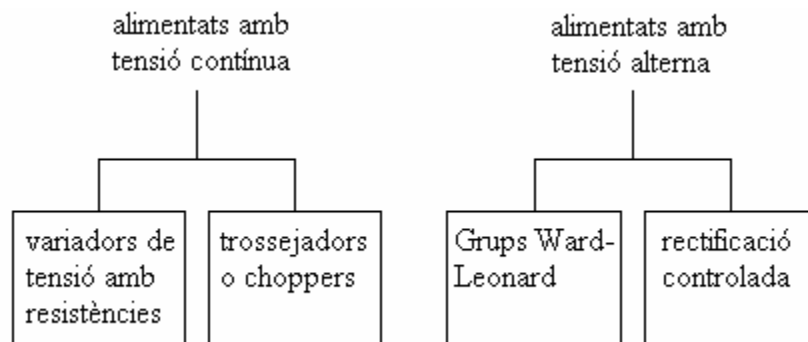 alimentats amb
tensió contínua
alimentats amb
tensió alterna
variadors de
tensió amb
resistències
trossejadors
o choppers
Grups Ward-
Leonard
rectificació
controlada